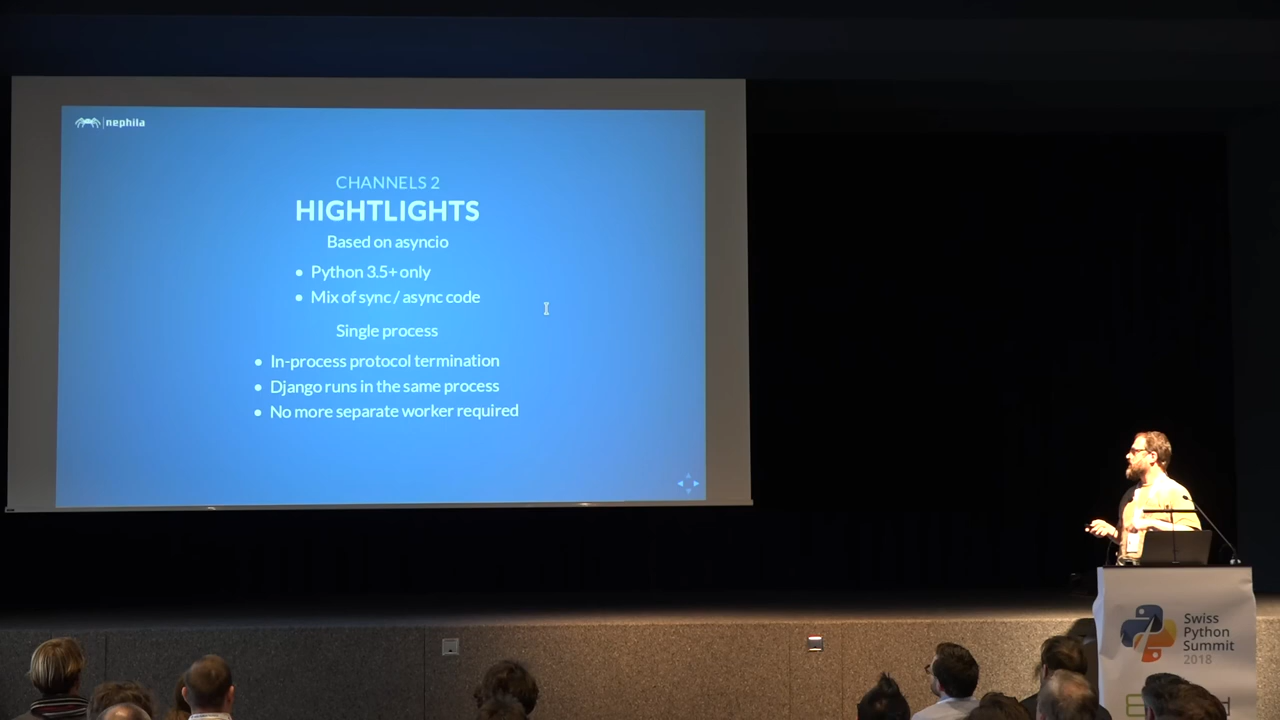 nephila
CHANNELS 2
HIGHTLIGHTS
Based on asyncio
Python 3.5+ only
Mix of sync / async code
Single process
In-process protocol termination
Django runs in the same process
No more separate worker required
Swiss
Python
Summit
2018